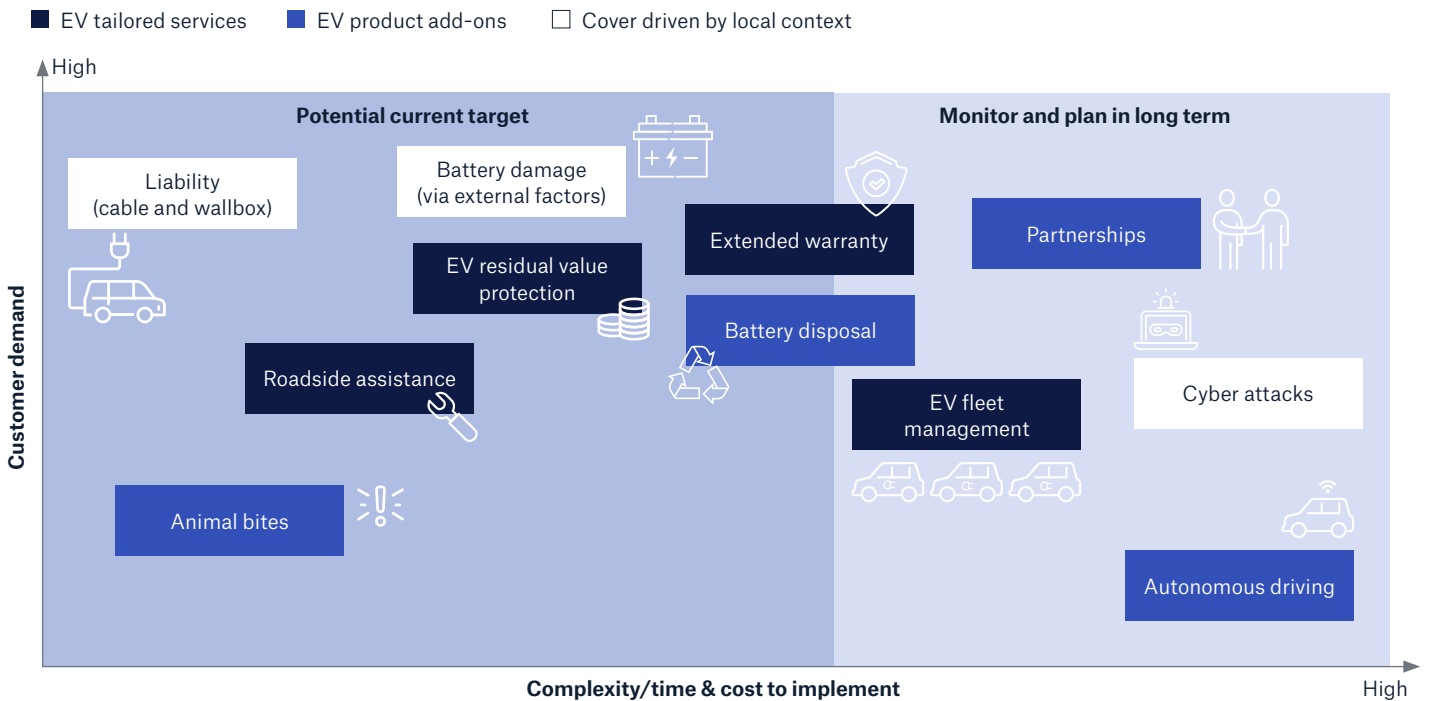 EV tailored services
EV product add-ons
Cover driven by local context
High
Potential current target
Monitor and plan in long term
Liability
(cable and wallbox)
Battery damage
(via external factors)
Extended warranty
Partnerships
EV residual value
protection
Battery disposal
Roadside assistance
EV fleet
management
Cyber attacks
Animal bites
Autonomous driving
Customer demand
Complexity/time & cost to implement
High